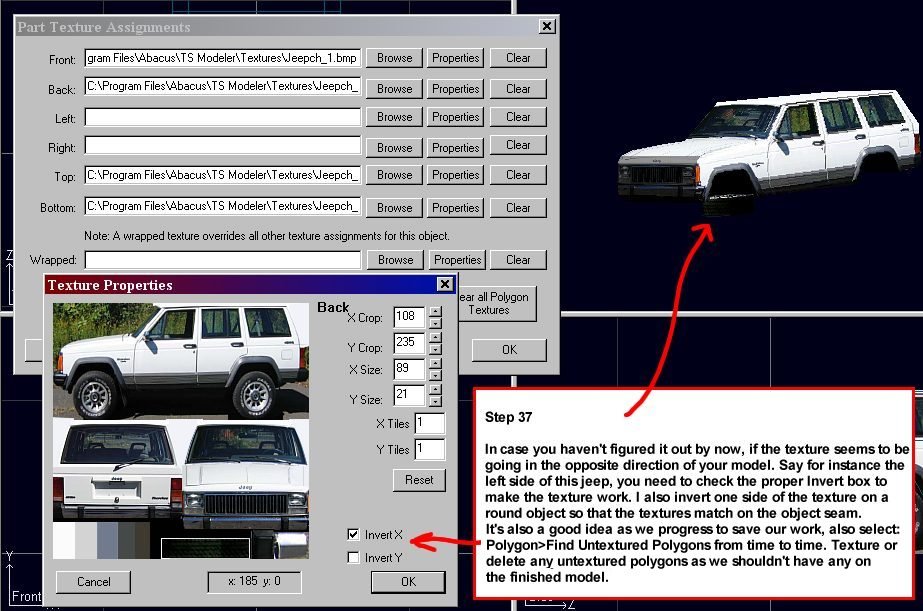 Part Texture Assignments
Front: gram Files\Abacus\TS Modeler\Textures\Jeepch_1.bmp Browse Properties Clear
Back: C:\Program Files\Abacus\TS Modeler\Textures\Jeepch_ Browse Properties Clear
Left: Browse Properties Clear
Right: Browse Properties Clear
Top: C:\Program Files\Abacus\TS Modeler\Textures\Jeepch_ Browse Properties Clear
Bottom: C:\Program Files\Abacus\TS Modeler\Textures\Jeepch_ Browse Properties Clear
Note: A wrapped texture overrides all other texture assignments for this object.
Wrapped: Browse Properties Clear
ear all Polygon
Textures
OK
Texture Properties
Back
X Crop: 108
Y Crop: 235
X Size: 89
Y Size: 21
X Tiles 1
Y Tiles 1
Reset
Invert X
Invert Y
Cancel
x: 185 y: 0
OK
Jeep
Jeep
Z
Y
Front
Z
Step 37
In case you haven't figured it out by now, if the texture seems to be
going in the opposite direction of your model. Say for instance the
left side of this jeep, you need to check the proper Invert box to
make the texture work. I also invert one side of the texture on a
round object so that the textures match on the object seam.
It's also a good idea as we progress to save our work, also select:
Polygon>Find Untextured Polygons from time to time. Texture or
delete any untextured polygons as we shouldn't have any on
the finished model.